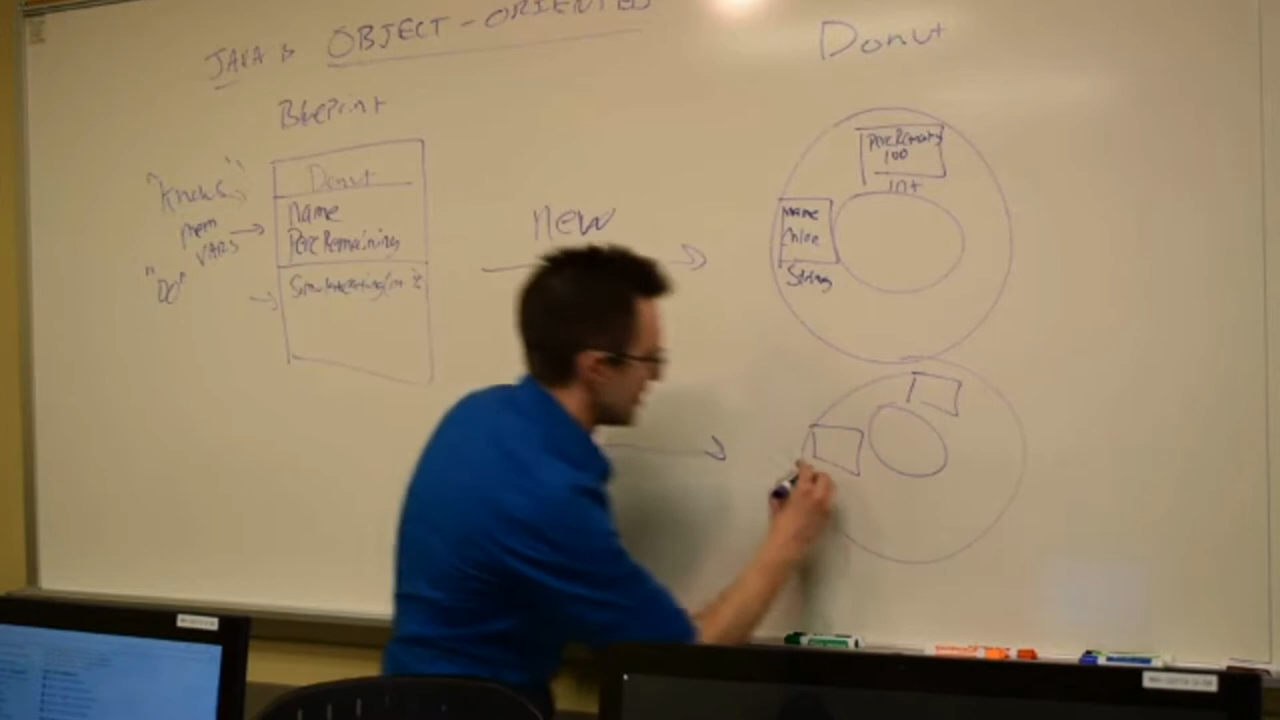 JAVA is OBJECT-ORIENTED
Donut
Blueprint
"Knows"
mem
VARS
"DO"
Donut
Name
PercRemaining
new
PercRemaining
100
int
Name
Chloe
String